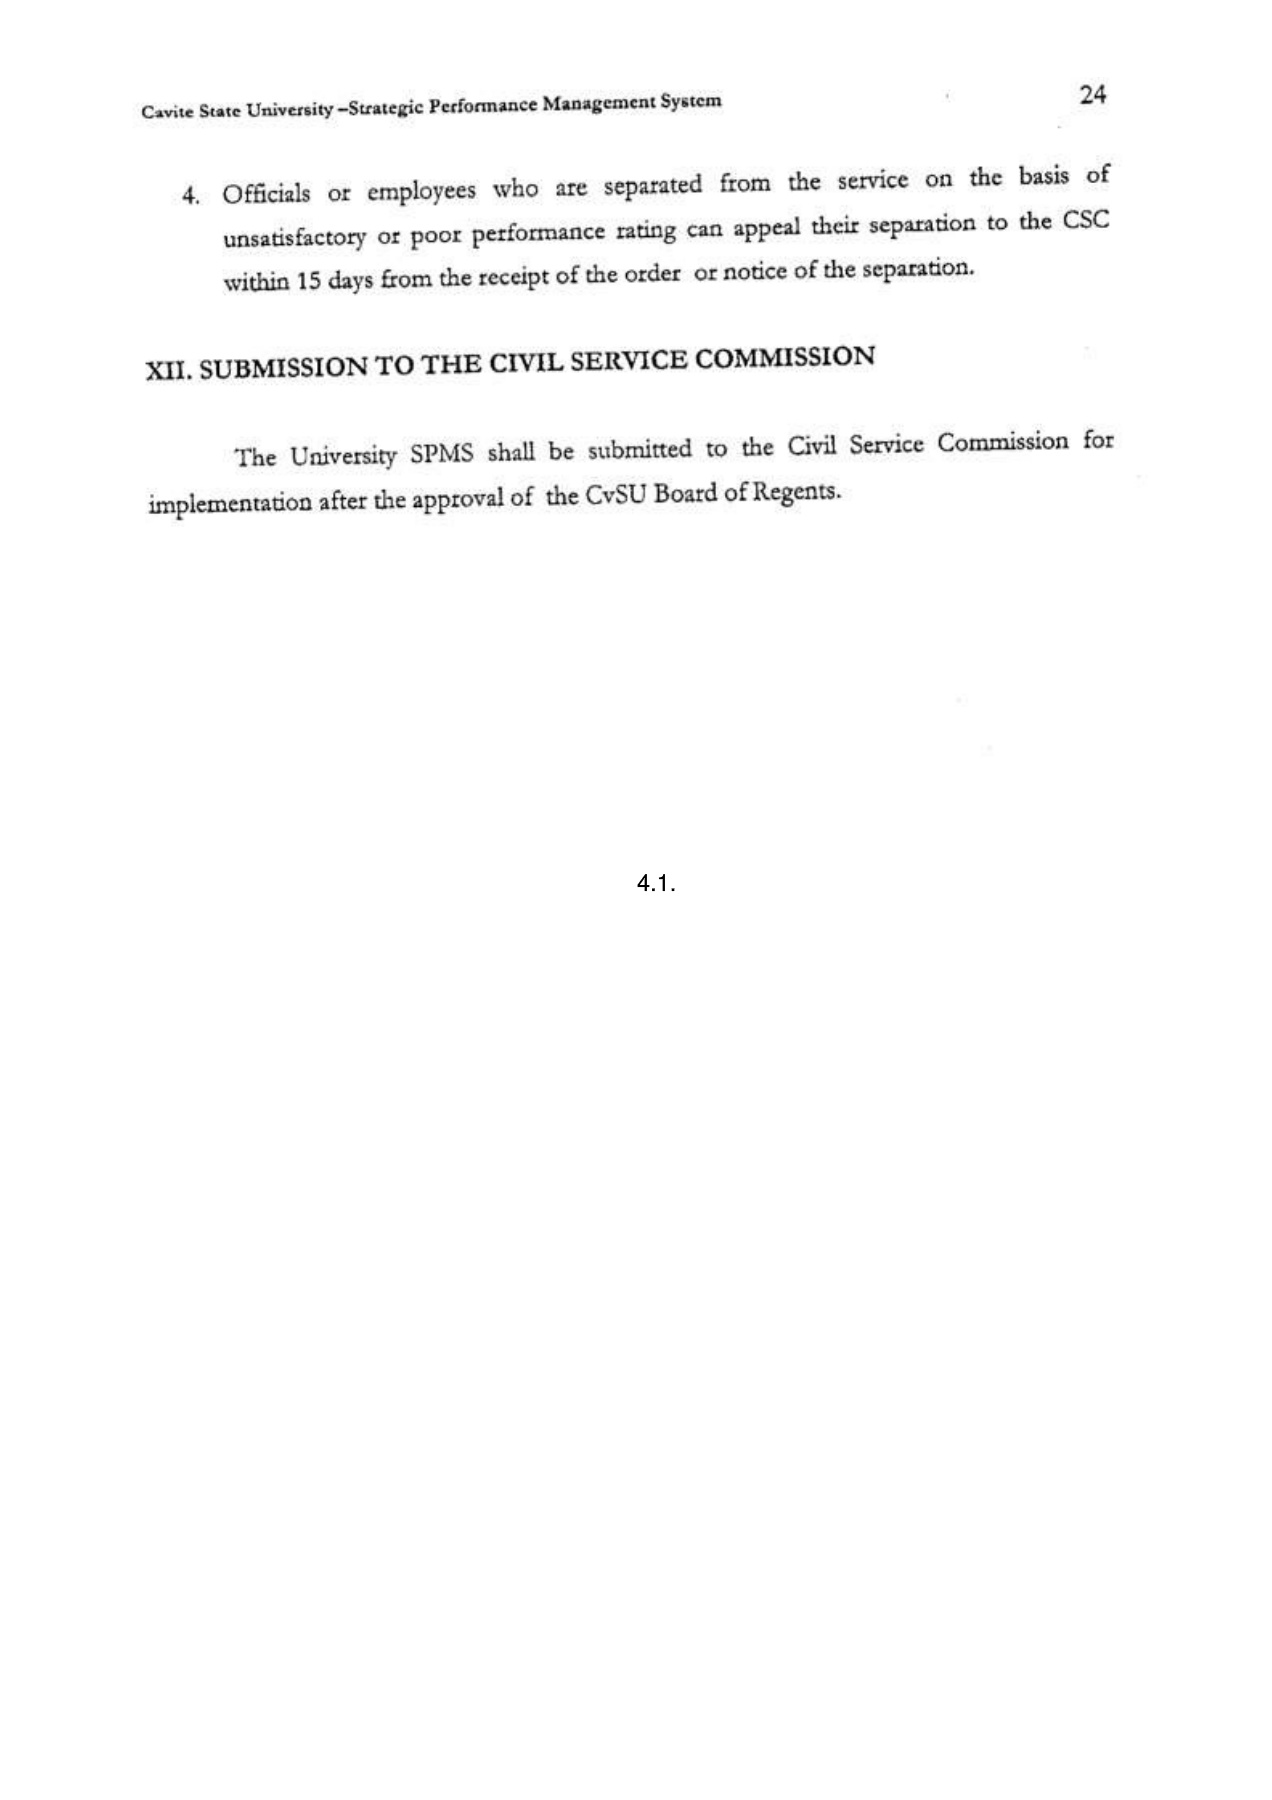 Cavite State University –Strategic Performance Management System 24
4. Officials or employees who are separated from the service on the basis of
unsatisfactory or poor performance rating can appeal their separation to the CSC
within 15 days from the receipt of the order or notice of the separation.
XII. SUBMISSION TO THE CIVIL SERVICE COMMISSION
The University SPMS shall be submitted to the Civil Service Commission for
implementation after the approval of the CvSU Board of Regents.
4.1.